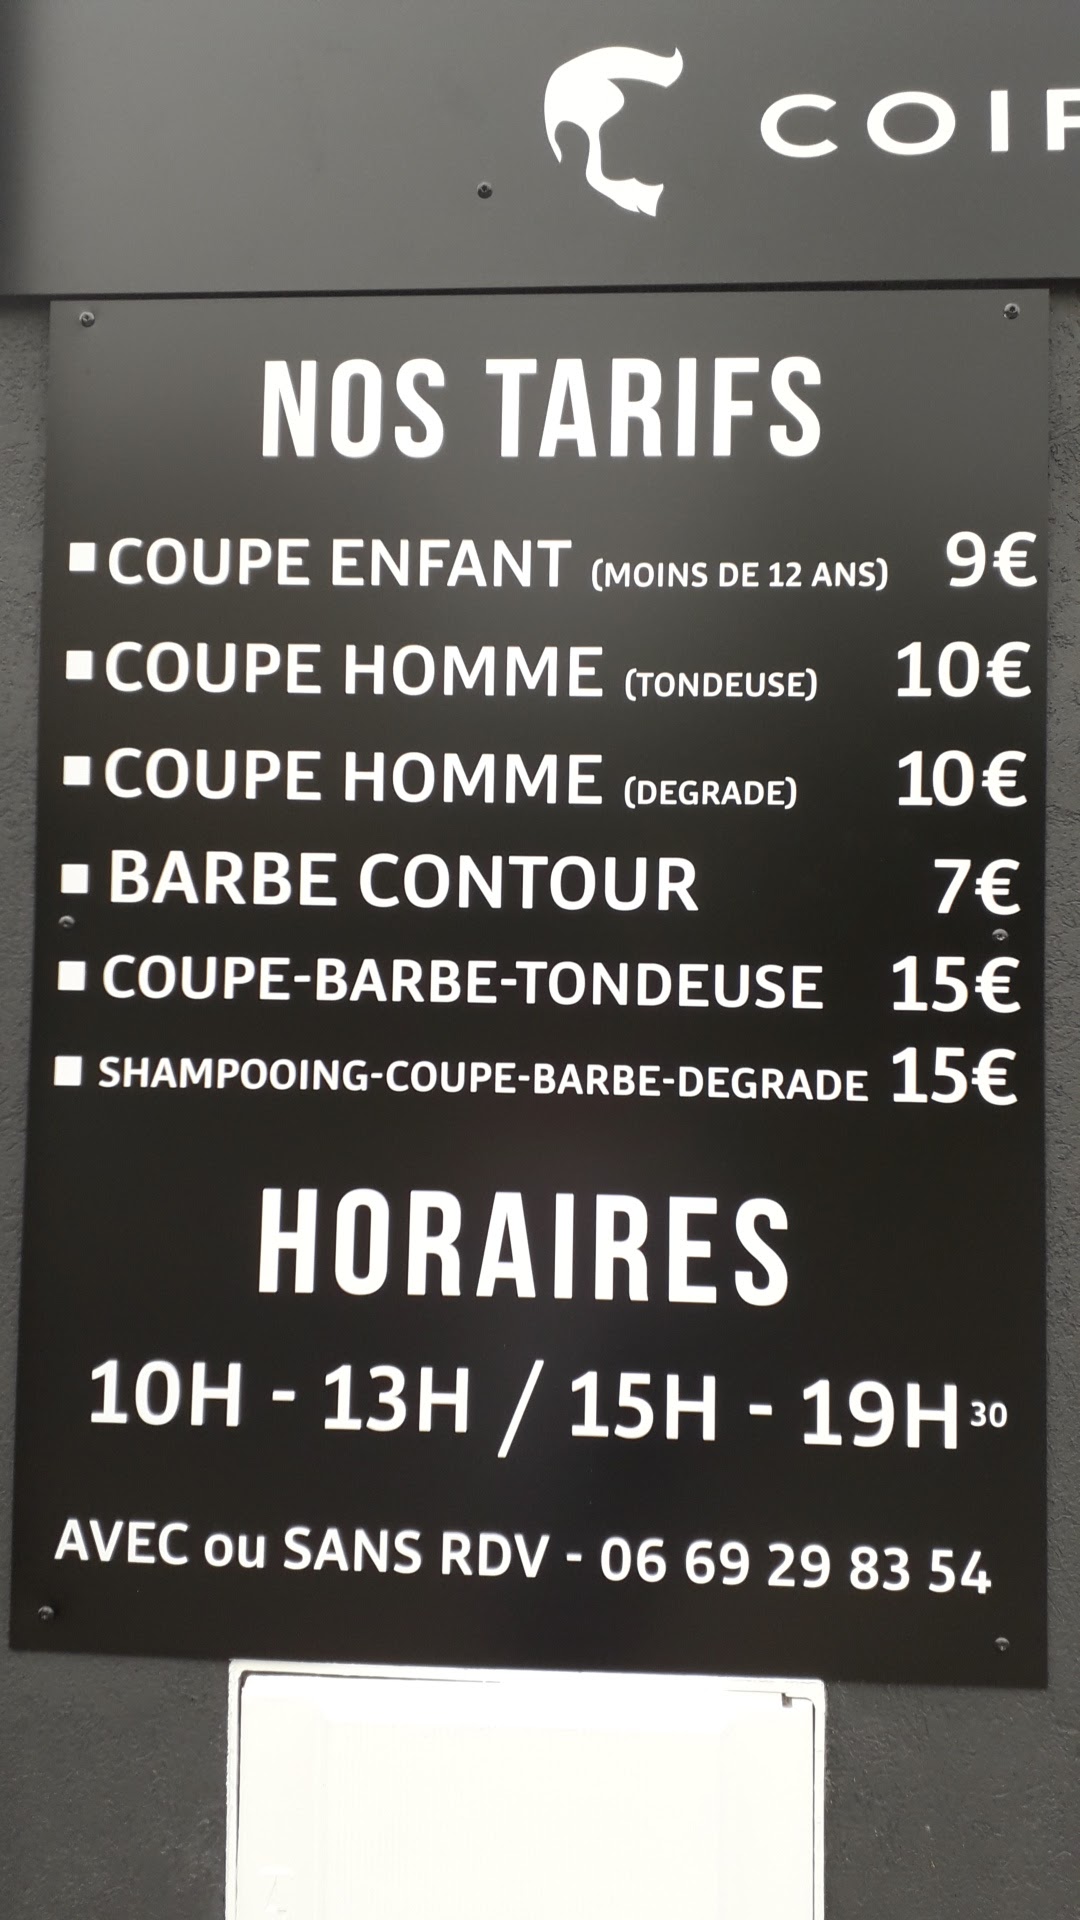 COIF
NOS TARIFS
■ COUPE ENFANT (MOINS DE 12 ANS) 9€
■ COUPE HOMME (TONDEUSE) 10€
■ COUPE HOMME (DEGRADE) 10€
■ BARBE CONTOUR 7€
■ COUPE-BARBE-TONDEUSE 15€
■ SHAMPOOING-COUPE-BARBE-DEGRADE 15€
HORAIRES
10H - 13H / 15H - 19H30
AVEC ou SANS RDV - 06 69 29 83 54